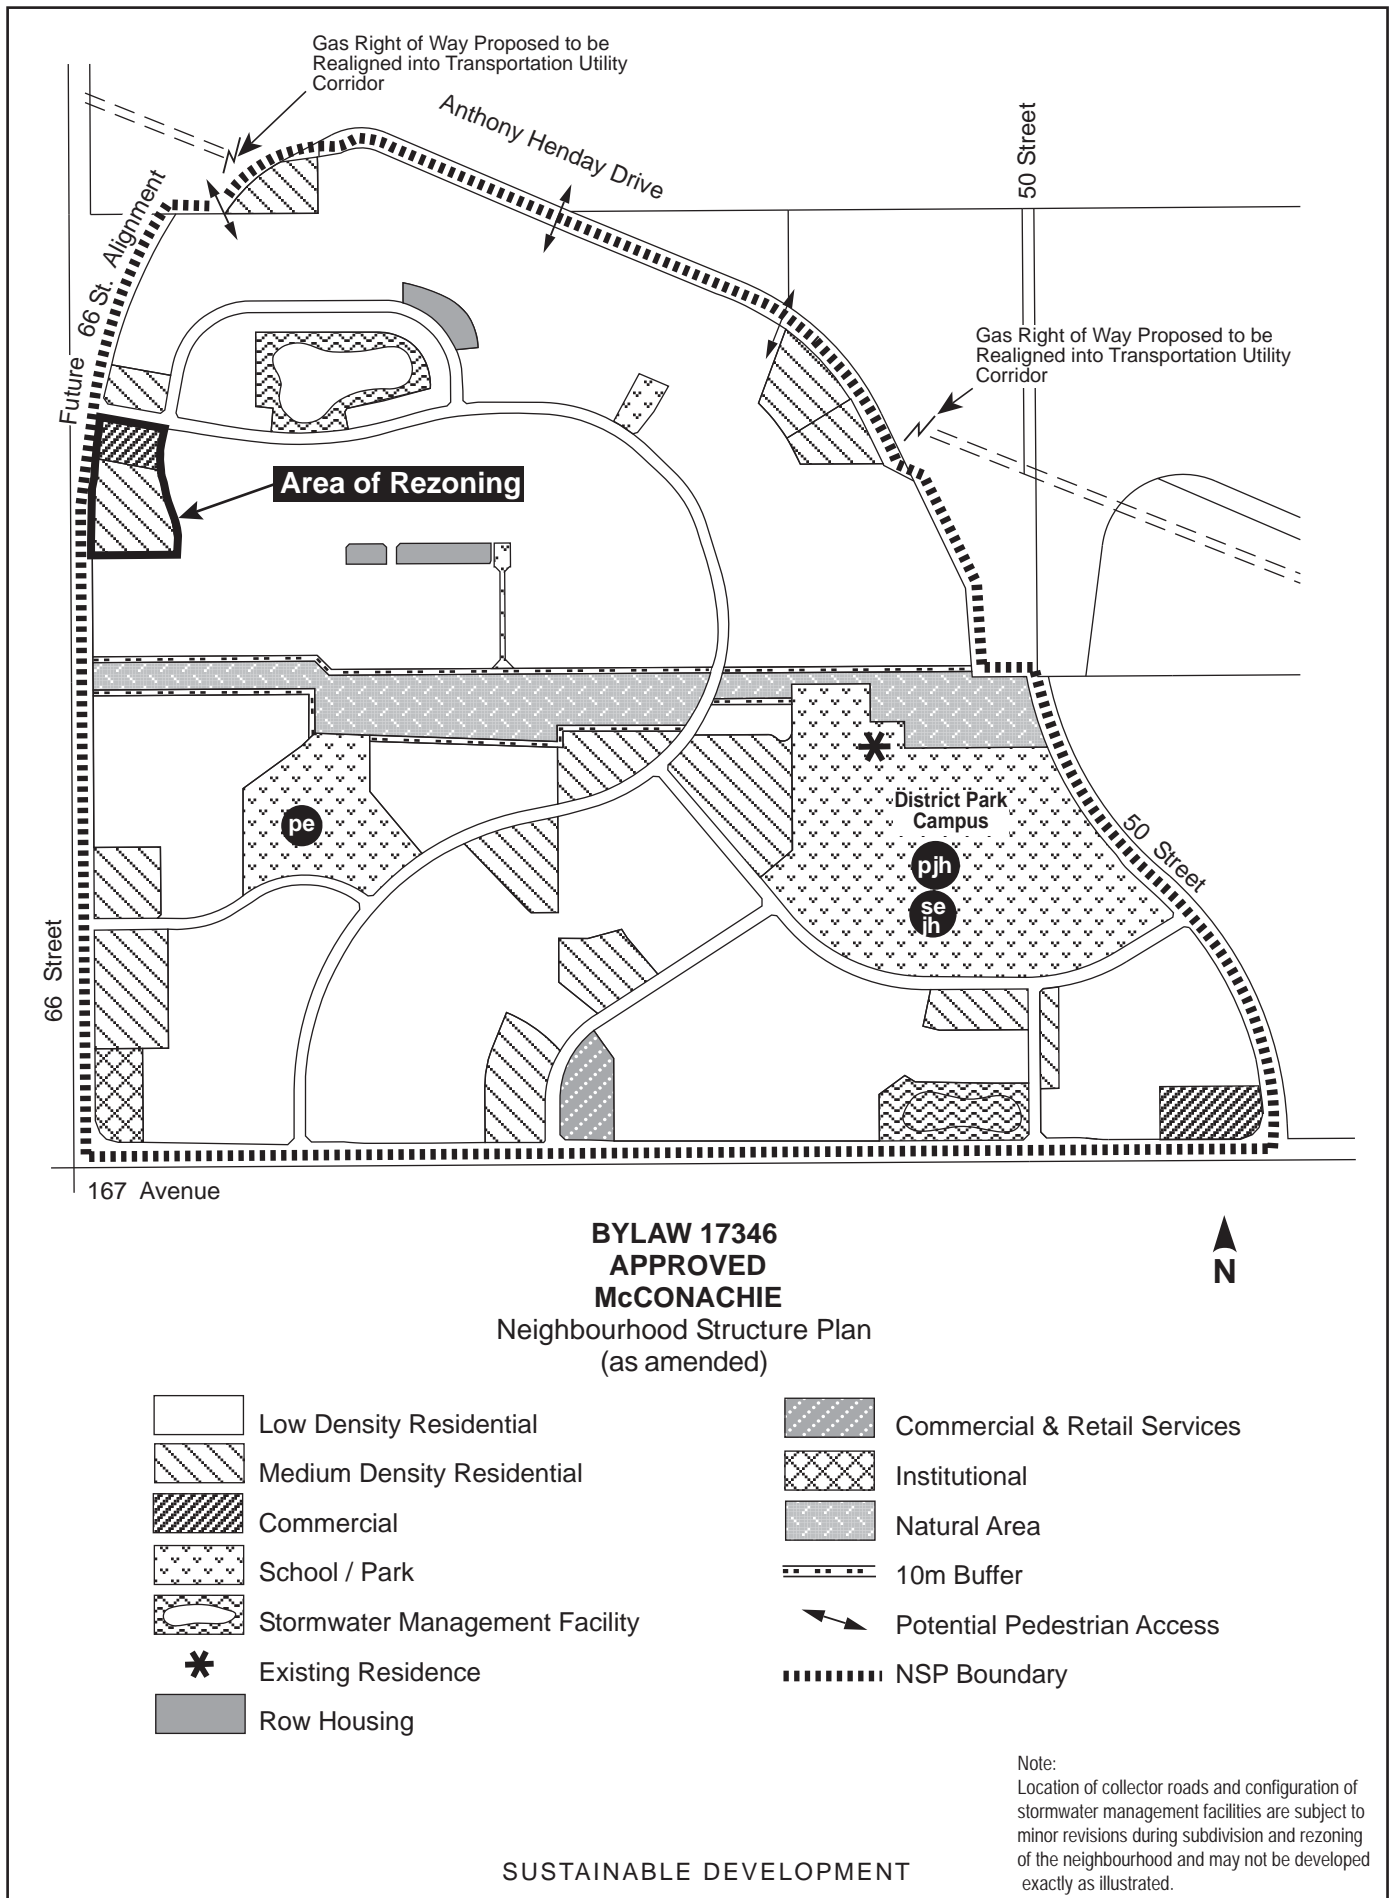 Gas Right of Way Proposed to be
Realigned into Transportation Utility
Corridor
Anthony Henday Drive
50 Street
Future 66 St. Alignment
Gas Right of Way Proposed to be
Realigned into Transportation Utility
Corridor
Area of Rezoning
District Park
Campus
pe
pjh
se
jh
50 Street
66 Street
167 Avenue
BYLAW 17346
APPROVED
McCONACHIE
Neighbourhood Structure Plan
(as amended)
N
Low Density Residential
Medium Density Residential
Commercial
School / Park
Stormwater Management Facility
Existing Residence
Row Housing
Commercial & Retail Services
Institutional
Natural Area
10m Buffer
Potential Pedestrian Access
NSP Boundary
Note:
Location of collector roads and configuration of
stormwater management facilities are subject to
minor revisions during subdivision and rezoning
of the neighbourhood and may not be developed
exactly as illustrated.
SUSTAINABLE DEVELOPMENT